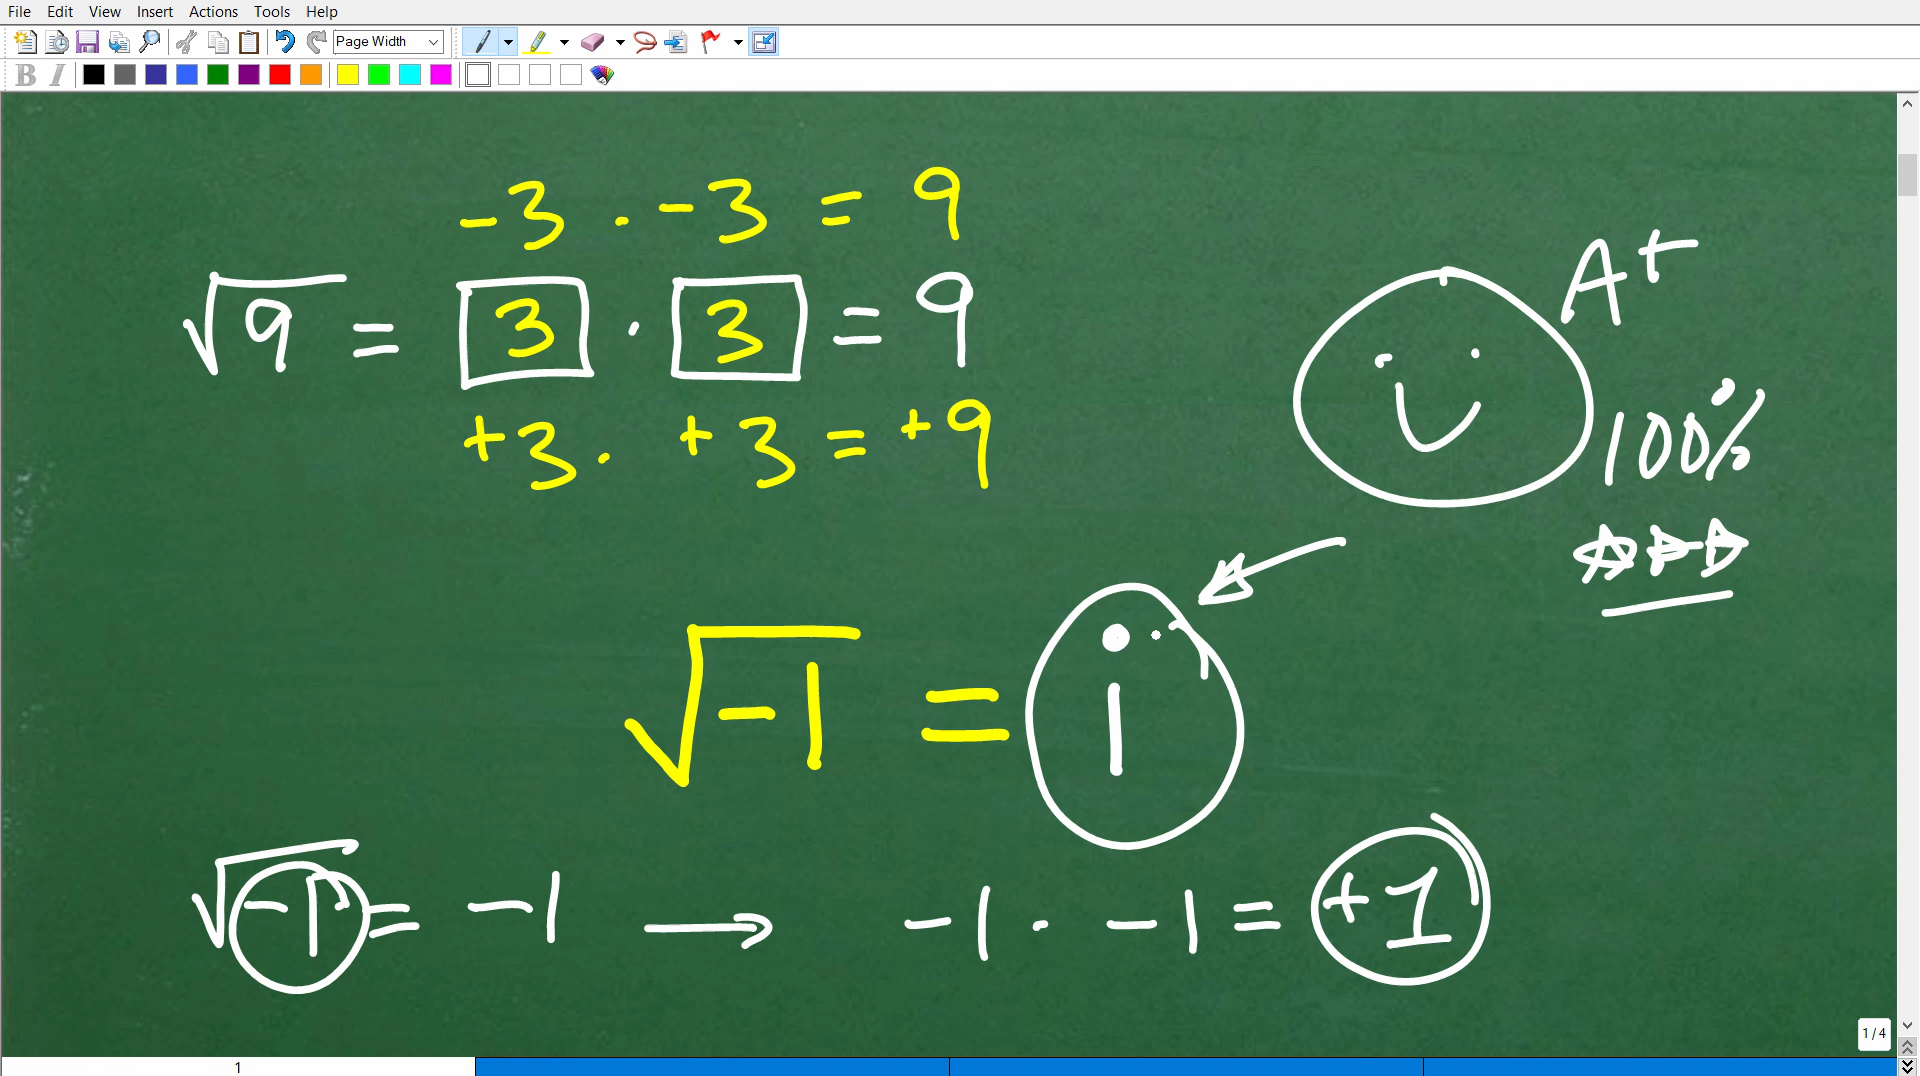 File Edit View Insert Actions Tools Help
Page Width
B I
-3 · -3 = 9
√9 = 3 · 3 = 9
+3 · +3 = +9
A+
100%
√-1 = i
√-1 = -1 → -1 · -1 = +1
1 / 4
1